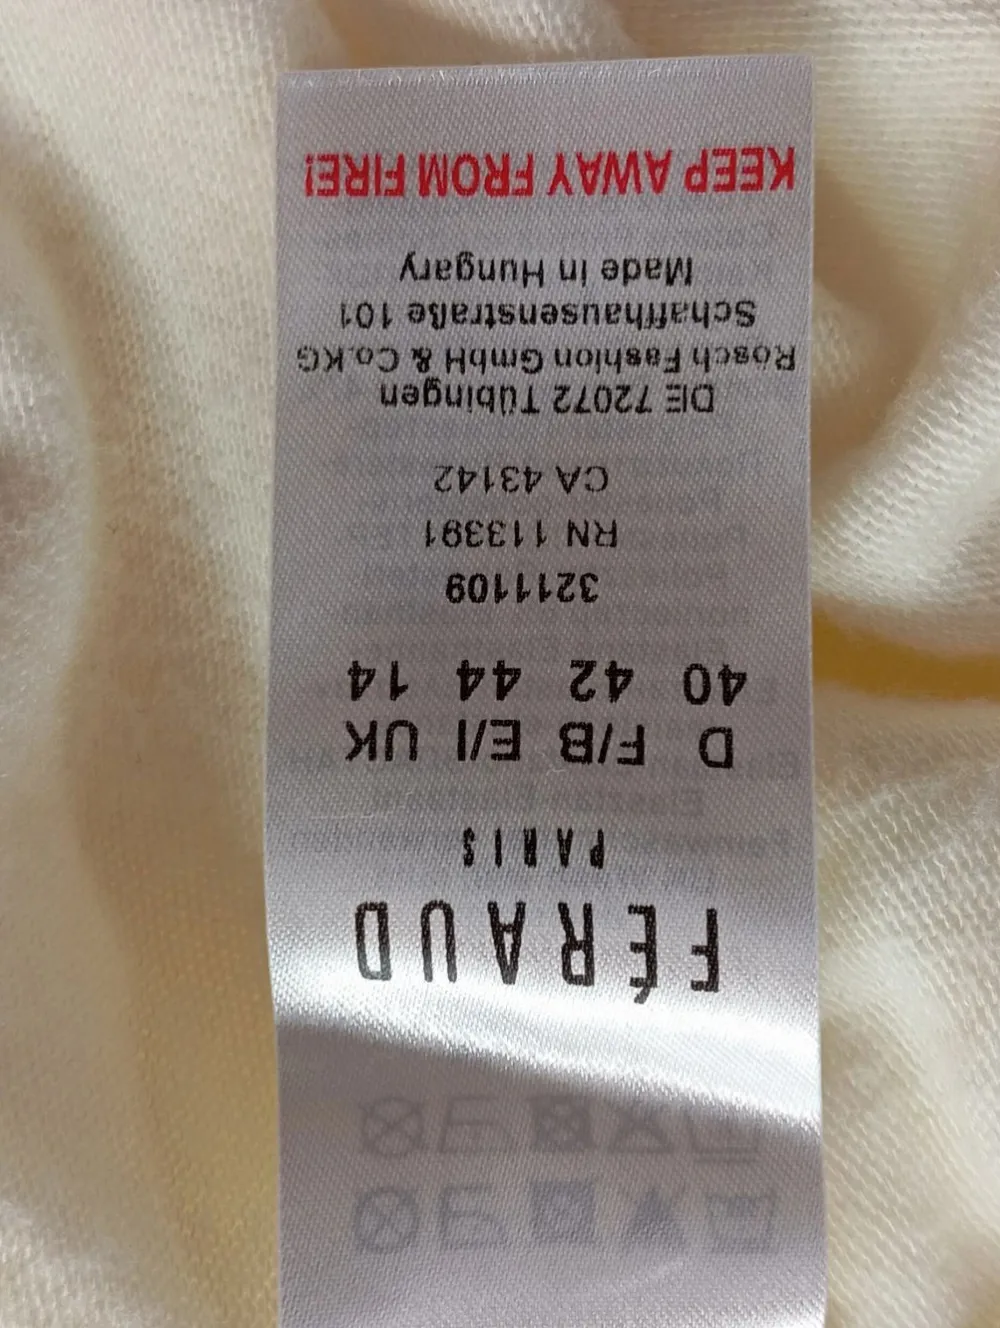 FÉRAUD
PARIS
D F/B E/I UK
40 42 44 14
3211109
RN 113391
CA 43142
DIE 72072 Tübingen
Rösch Fashion GmbH & Co.KG
Schaffhausenstraße 101
Made in Hungary
KEEP AWAY FROM FIRE!